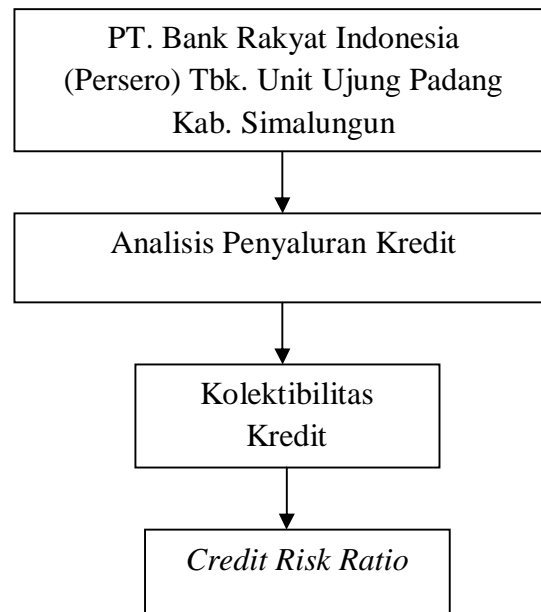 PT. Bank Rakyat Indonesia
(Persero) Tbk. Unit Ujung Padang
Kab. Simalungun
Analisis Penyaluran Kredit
Kolektibilitas
Kredit
Credit Risk Ratio